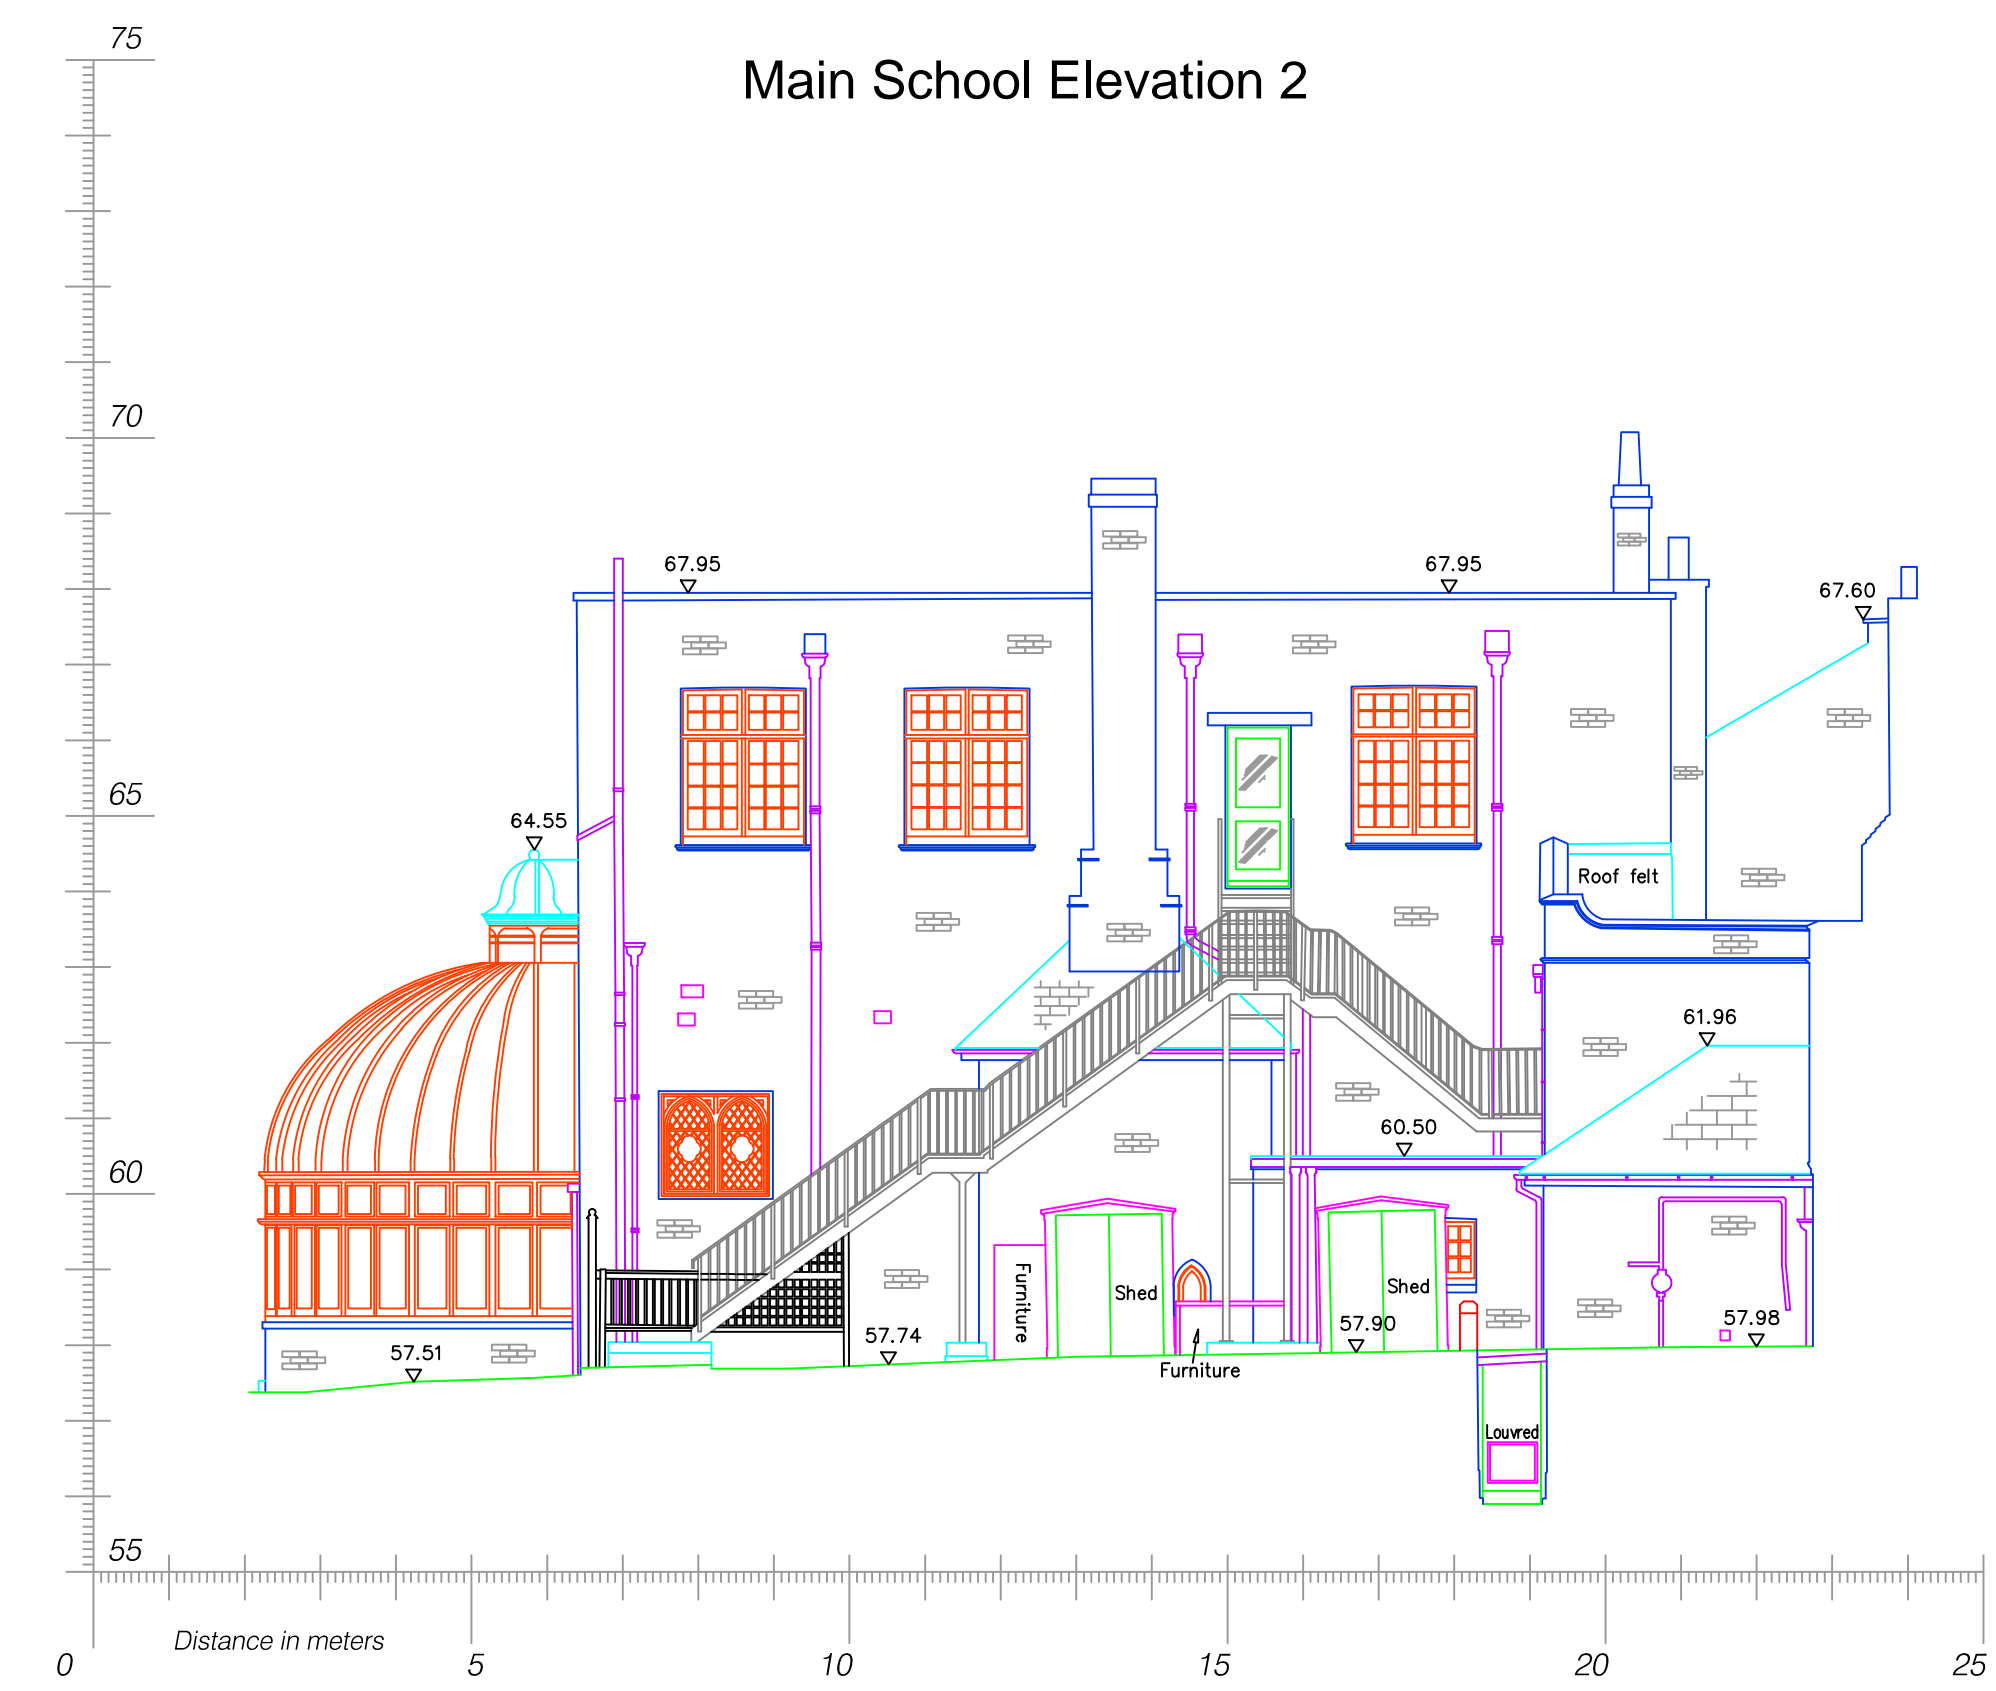 75
Main School Elevation 2
70
67.95
67.95
67.60
65
64.55
Roof felt
61.96
60.50
60
Furniture
Shed
Shed
57.90
57.98
57.74
57.51
Furniture
Louvred
55
Distance in meters
0
5
10
15
20
25